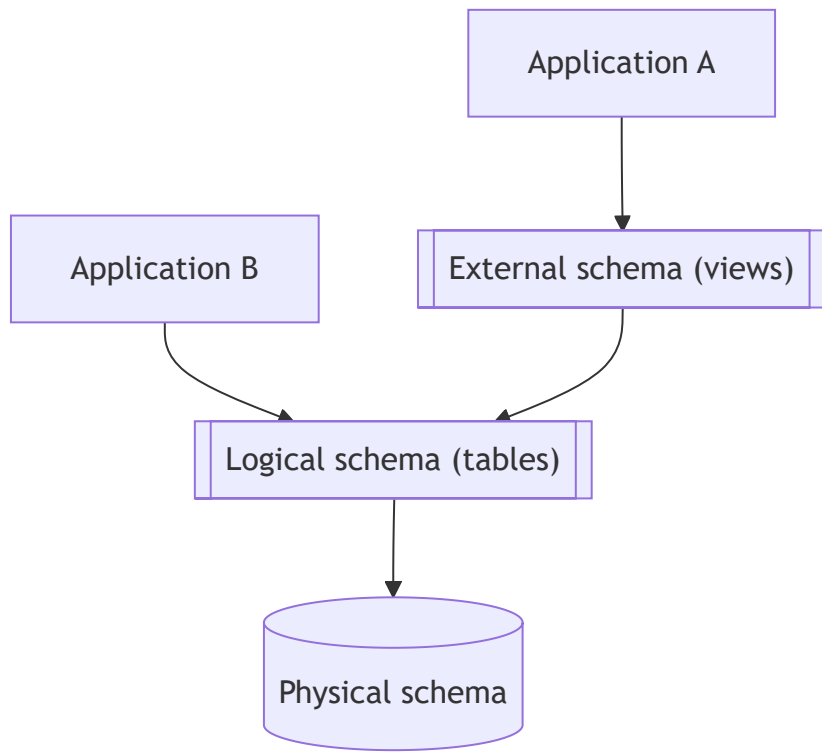 Application A
Application B
External schema (views)
Logical schema (tables)
Physical schema